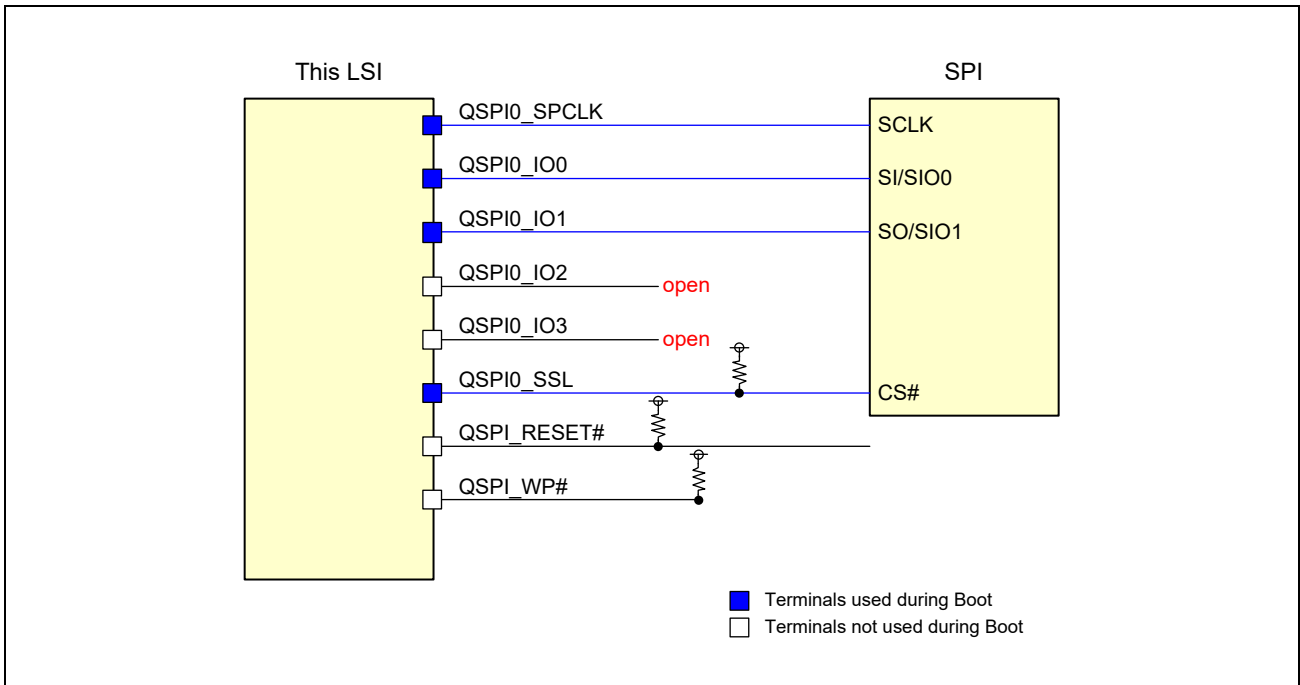 This LSI
SPI
QSPI0_SPCLK
SCLK
QSPI0_IO0
SI/SIO0
QSPI0_IO1
SO/SIO1
QSPI0_IO2
open
QSPI0_IO3
open
QSPI0_SSL
CS#
QSPI_RESET#
QSPI_WP#
Terminals used during Boot
Terminals not used during Boot